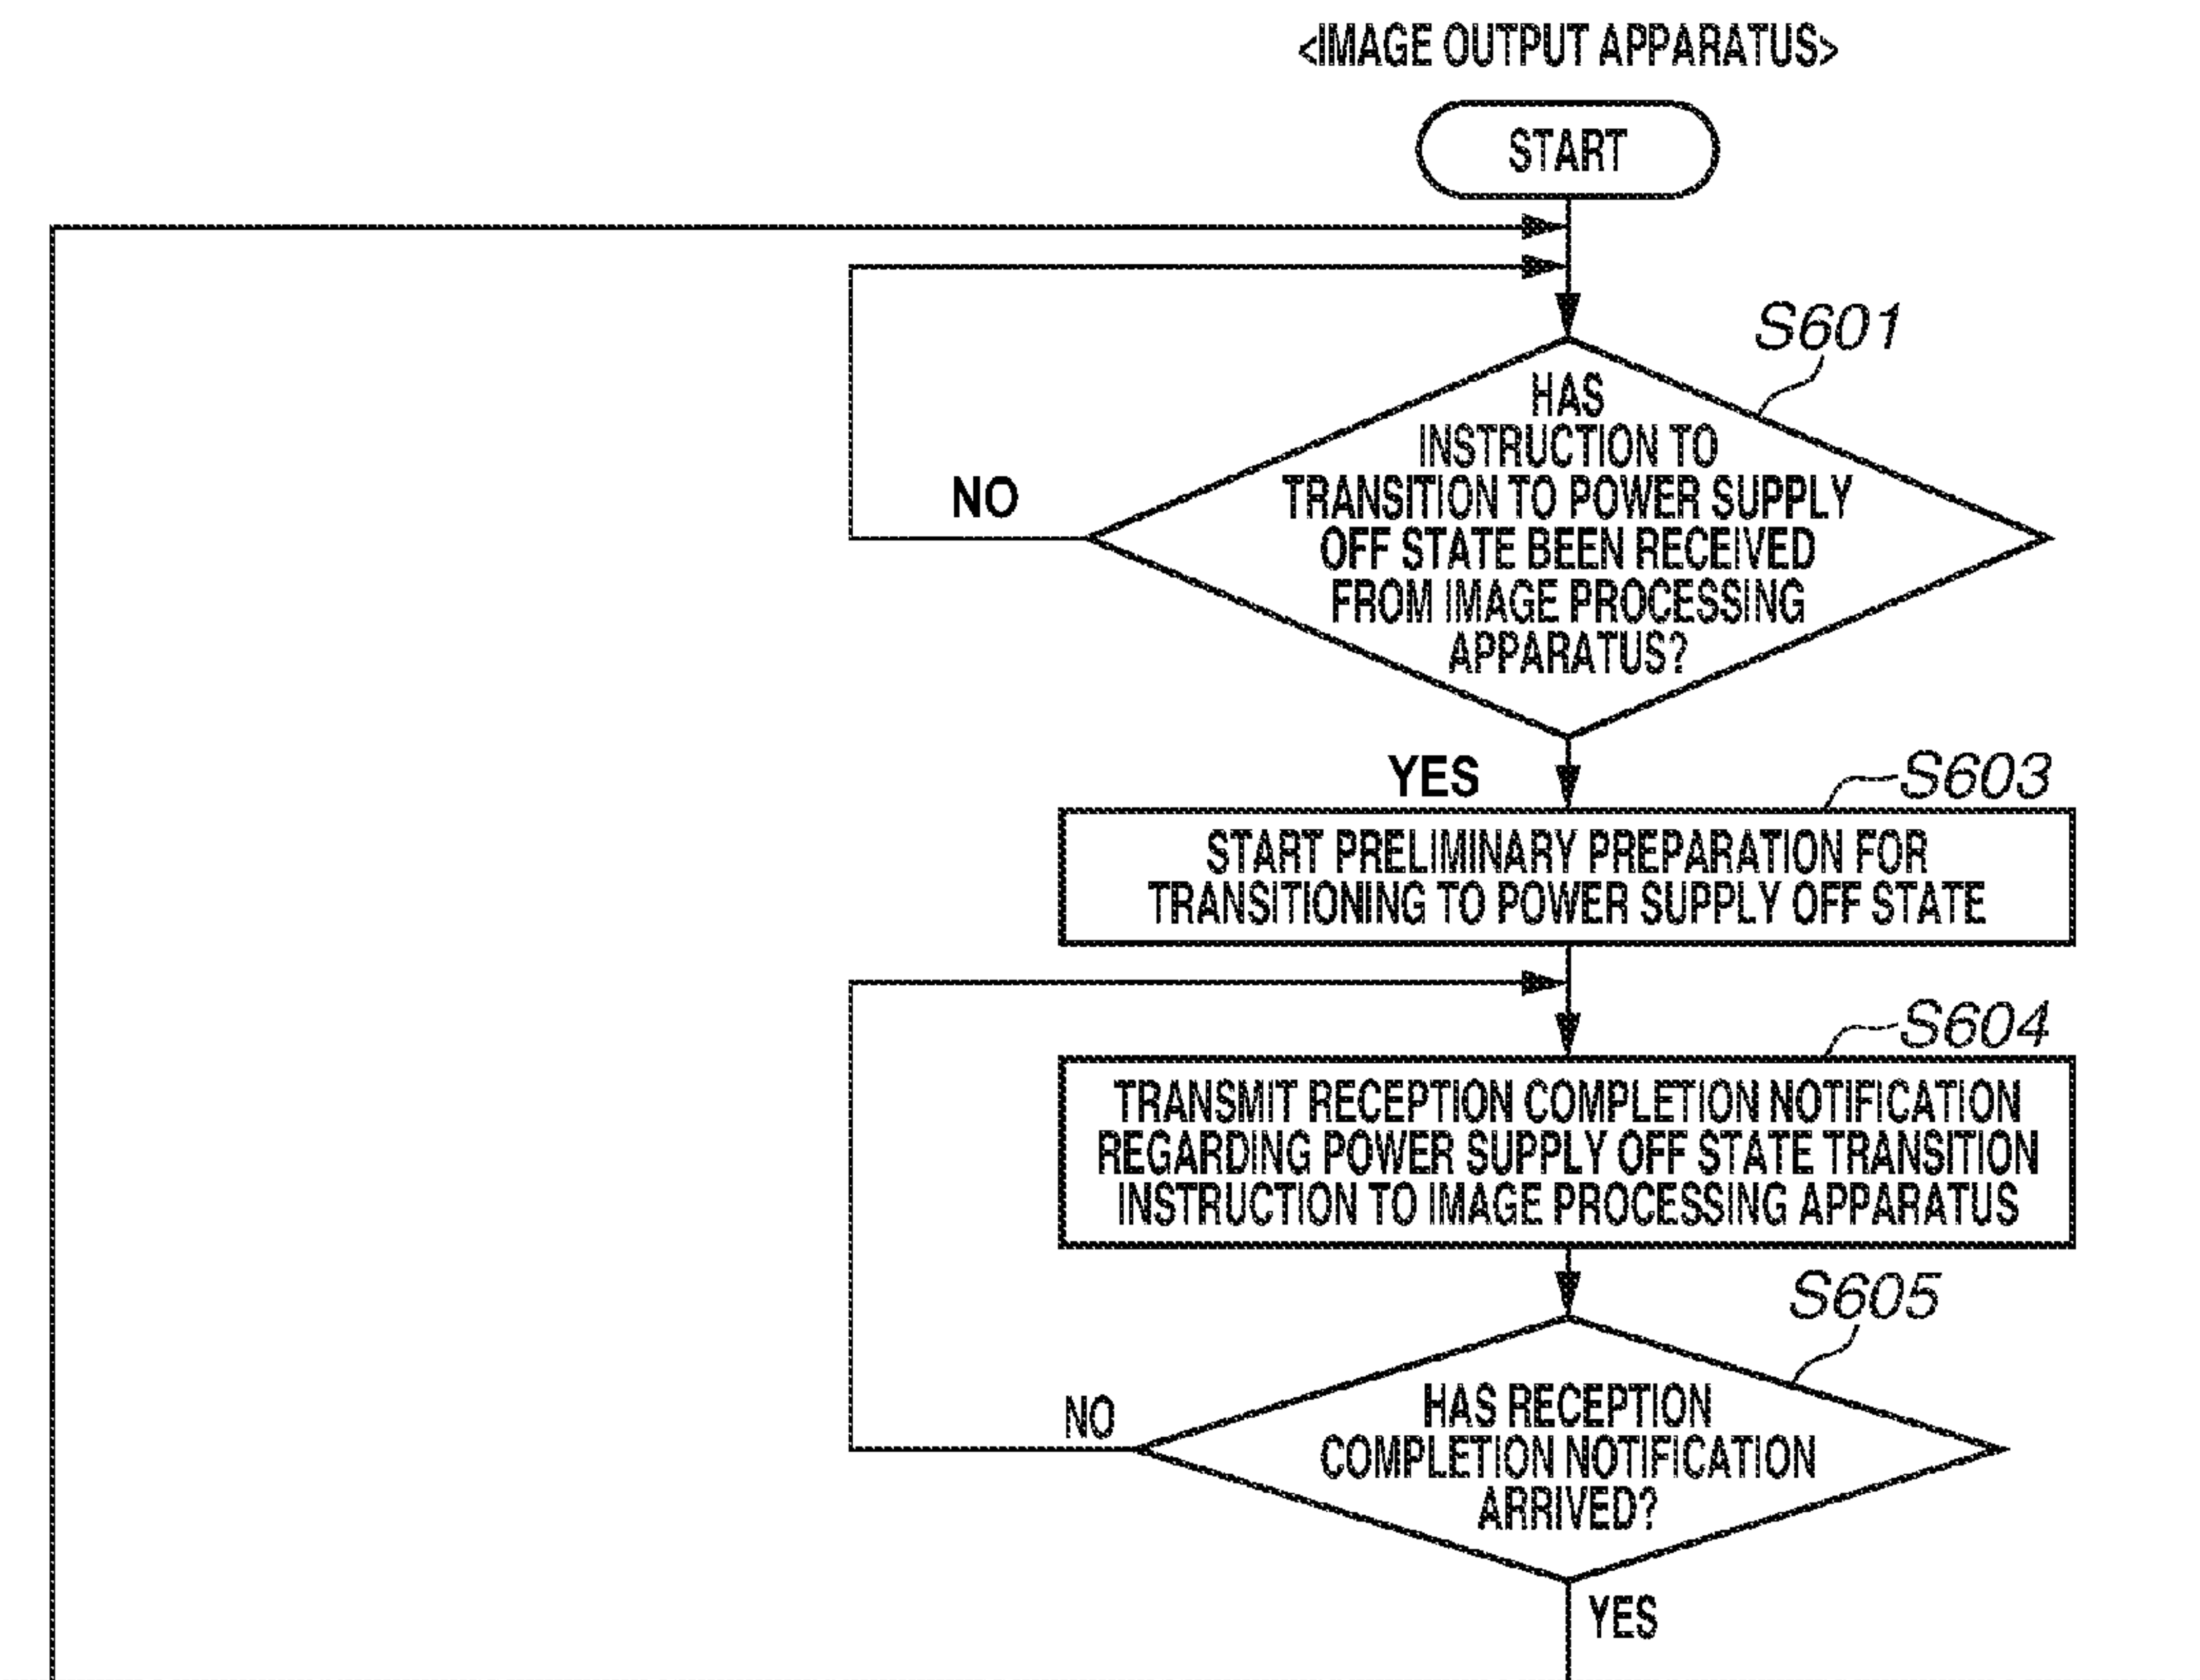 <IMAGE OUTPUT APPARATUS>
START
S601
HAS
INSTRUCTION TO
TRANSITION TO POWER SUPPLY
OFF STATE BEEN RECEIVED
FROM IMAGE PROCESSING
APPARATUS?
NO
YES
S603
START PRELIMINARY PREPARATION FOR
TRANSITIONING TO POWER SUPPLY OFF STATE
S604
TRANSMIT RECEPTION COMPLETION NOTIFICATION
REGARDING POWER SUPPLY OFF STATE TRANSITION
INSTRUCTION TO IMAGE PROCESSING APPARATUS
S605
HAS RECEPTION
COMPLETION NOTIFICATION
ARRIVED?
NO
YES